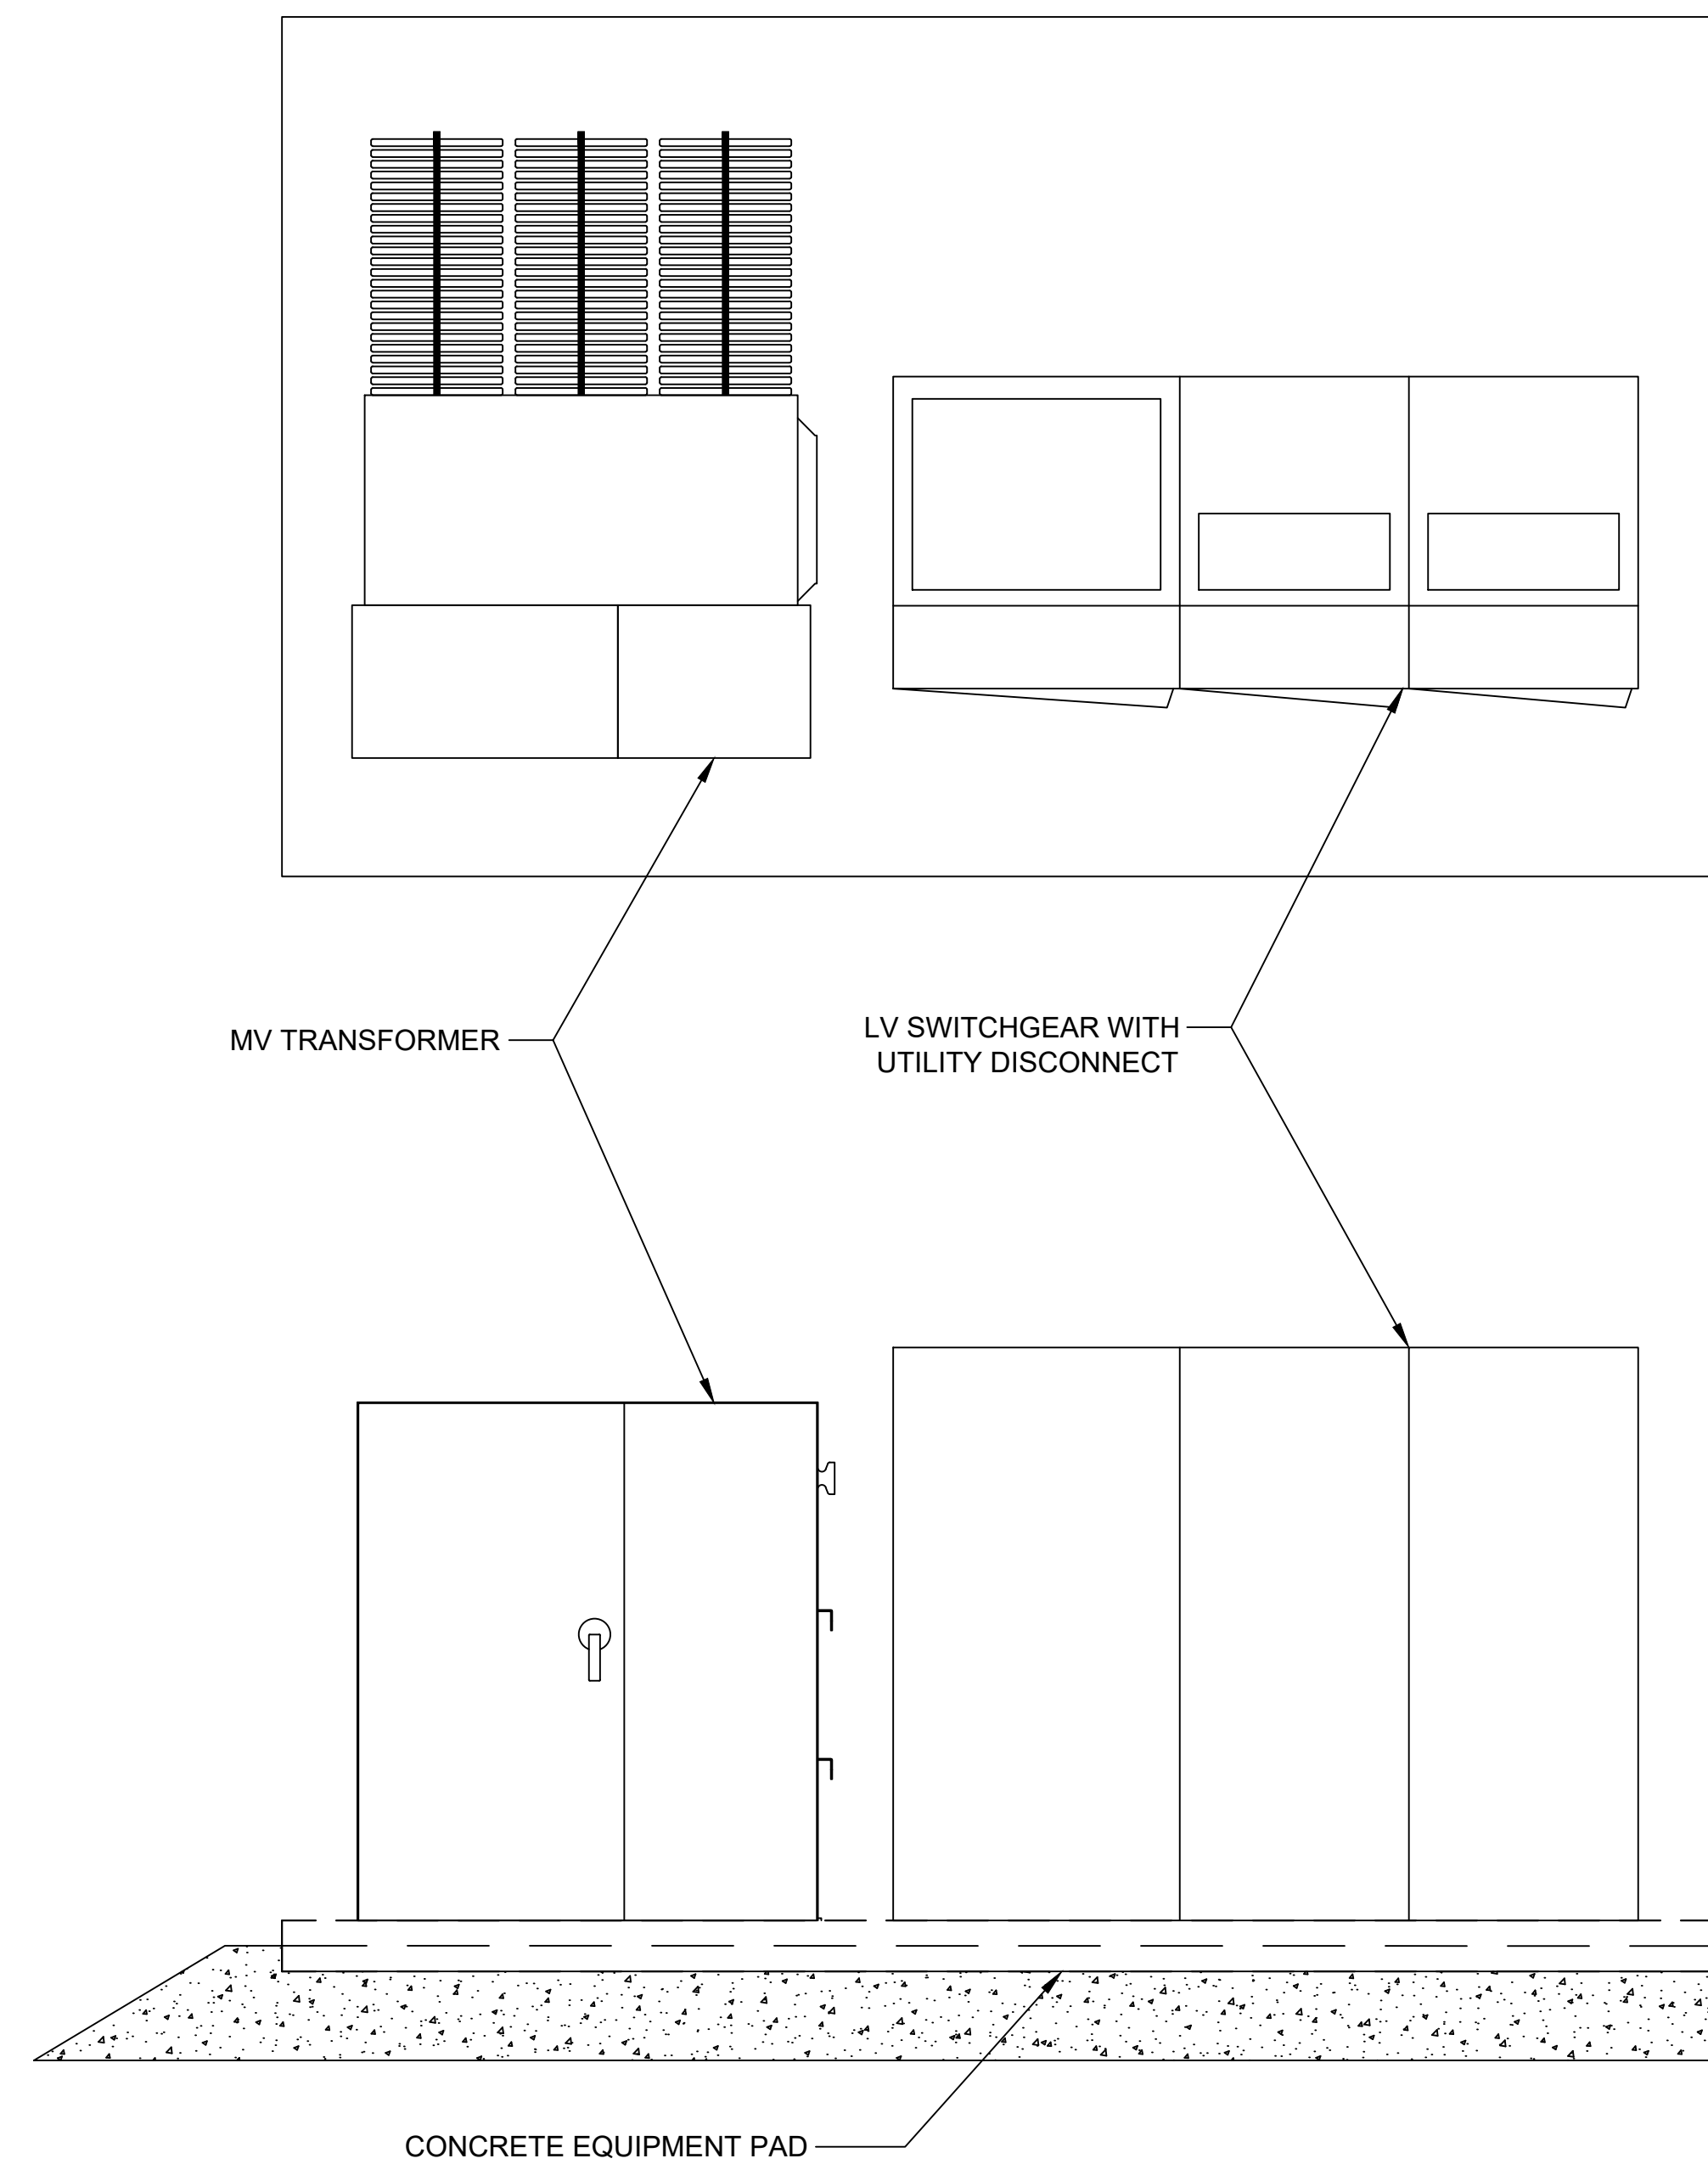 MV TRANSFORMER
LV SWITCHGEAR WITH
UTILITY DISCONNECT
CONCRETE EQUIPMENT PAD